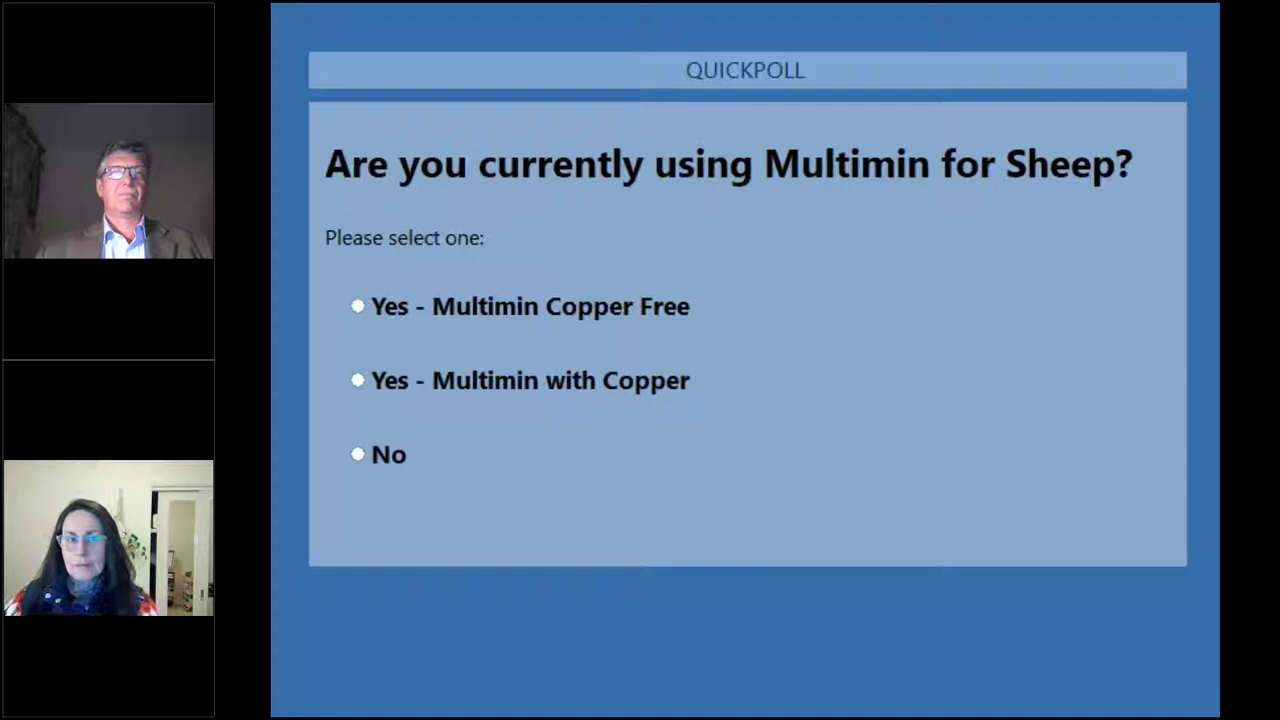 QUICKPOLL
Are you currently using Multimin for Sheep?
Please select one:
Yes - Multimin Copper Free
Yes - Multimin with Copper
No